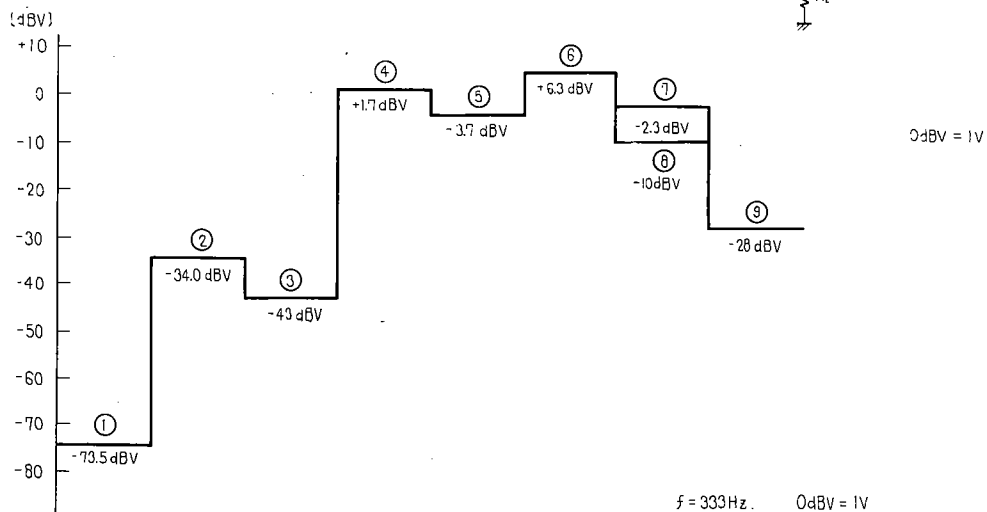 (dBV)
+10
0
-10
-20
-30
-40
-50
-60
-70
-80
①
-73.5 dBV
②
-34.0 dBV
③
-43 dBV
④
+1.7 dBV
⑤
-3.7 dBV
⑥
+6.3 dBV
⑦
-2.3 dBV
⑧
-10dBV
⑨
-28 dBV
0dBV = 1V
f = 333Hz. 0dBV = 1V